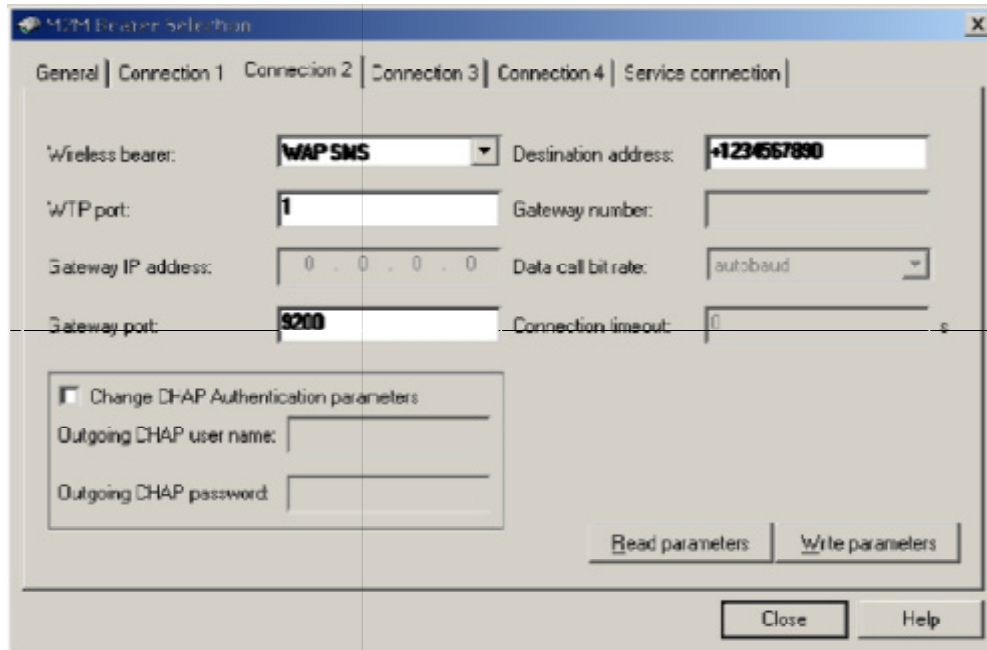 M2M Bearer Selection
General Connection 1 Connection 2 Connection 3 Connection 4 Service connection
Wireless bearer: WAP SMS Destination address: +1234567890
WTP port: 1 Gateway number:
Gateway IP address: 0 . 0 . 0 . 0 Data call bit rate: autobaud
Gateway port: 9200 Connection timeout: 0 s
Change CHAP Authentication parameters
Outgoing CHAP user name:
Outgoing CHAP password:
Read parameters Write parameters
Close Help